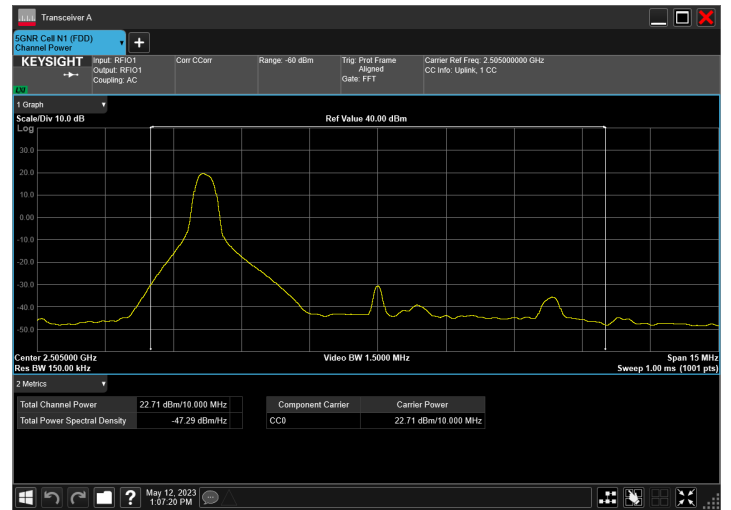 Transceiver A
5GNR Cell N1 (FDD)
Channel Power
KEYSIGHT
Input: RFIO1
Output: RFIO1
Coupling: AC
Corr CCorr
Range: -60 dBm
Trig: Prot Frame
Aligned
Gate: FFT
Carrier Ref Freq: 2.505000000 GHz
CC Info: Uplink, 1 CC
LXI
1 Graph
Scale/Div 10.0 dB
Ref Value 40.00 dBm
Log
30.0
20.0
10.0
0.00
-10.0
-20.0
-30.0
-40.0
-50.0
Center 2.505000 GHz
Video BW 1.5000 MHz
Span 15 MHz
Res BW 150.00 kHz
Sweep 1.00 ms (1001 pts)
2 Metrics
Total Channel Power 22.71 dBm/10.000 MHz
Total Power Spectral Density -47.29 dBm/Hz
Component Carrier Carrier Power
CC0 22.71 dBm/10.000 MHz
May 12, 2023
1:07:20 PM